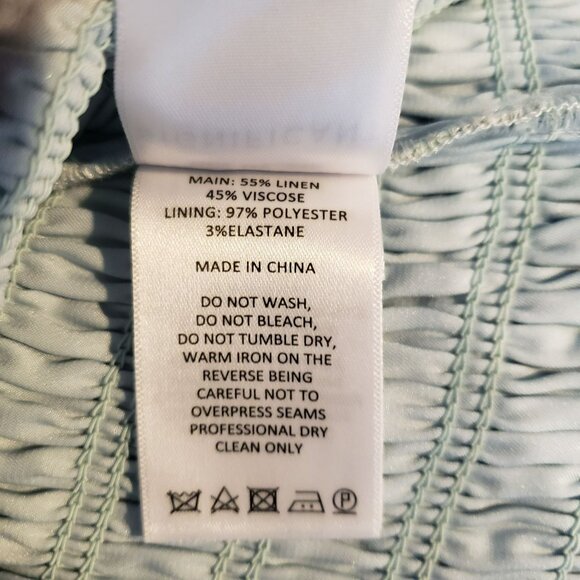 MAIN: 55% LINEN
45% VISCOSE
LINING: 97% POLYESTER
3%ELASTANE
MADE IN CHINA
DO NOT WASH,
DO NOT BLEACH,
DO NOT TUMBLE DRY,
WARM IRON ON THE
REVERSE BEING
CAREFUL NOT TO
OVERPRESS SEAMS
PROFESSIONAL DRY
CLEAN ONLY
P